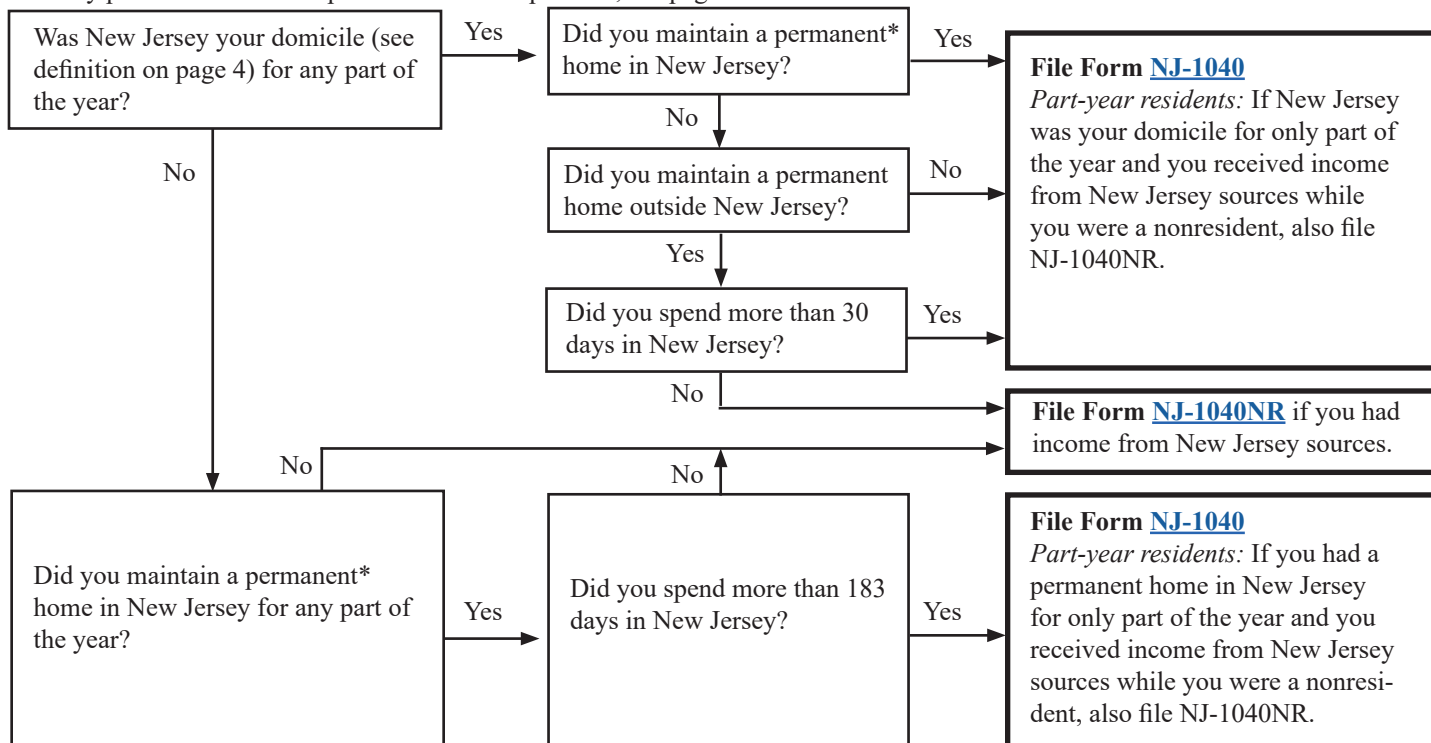 Was New Jersey your domicile (see
definition on page 4) for any part of
the year?
Yes
Did you maintain a permanent*
home in New Jersey?
Yes
File Form NJ-1040
Part-year residents: If New Jersey
was your domicile for only part of
the year and you received income
from New Jersey sources while
you were a nonresident, also file
NJ-1040NR.
No
No
Did you maintain a permanent
home outside New Jersey?
No
Yes
Did you spend more than 30
days in New Jersey?
Yes
No
File Form NJ-1040NR if you had
income from New Jersey sources.
No
No
Did you maintain a permanent*
home in New Jersey for any part of
the year?
Yes
Did you spend more than 183
days in New Jersey?
Yes
File Form NJ-1040
Part-year residents: If you had a
permanent home in New Jersey
for only part of the year and you
received income from New Jersey
sources while you were a nonresi-
dent, also file NJ-1040NR.